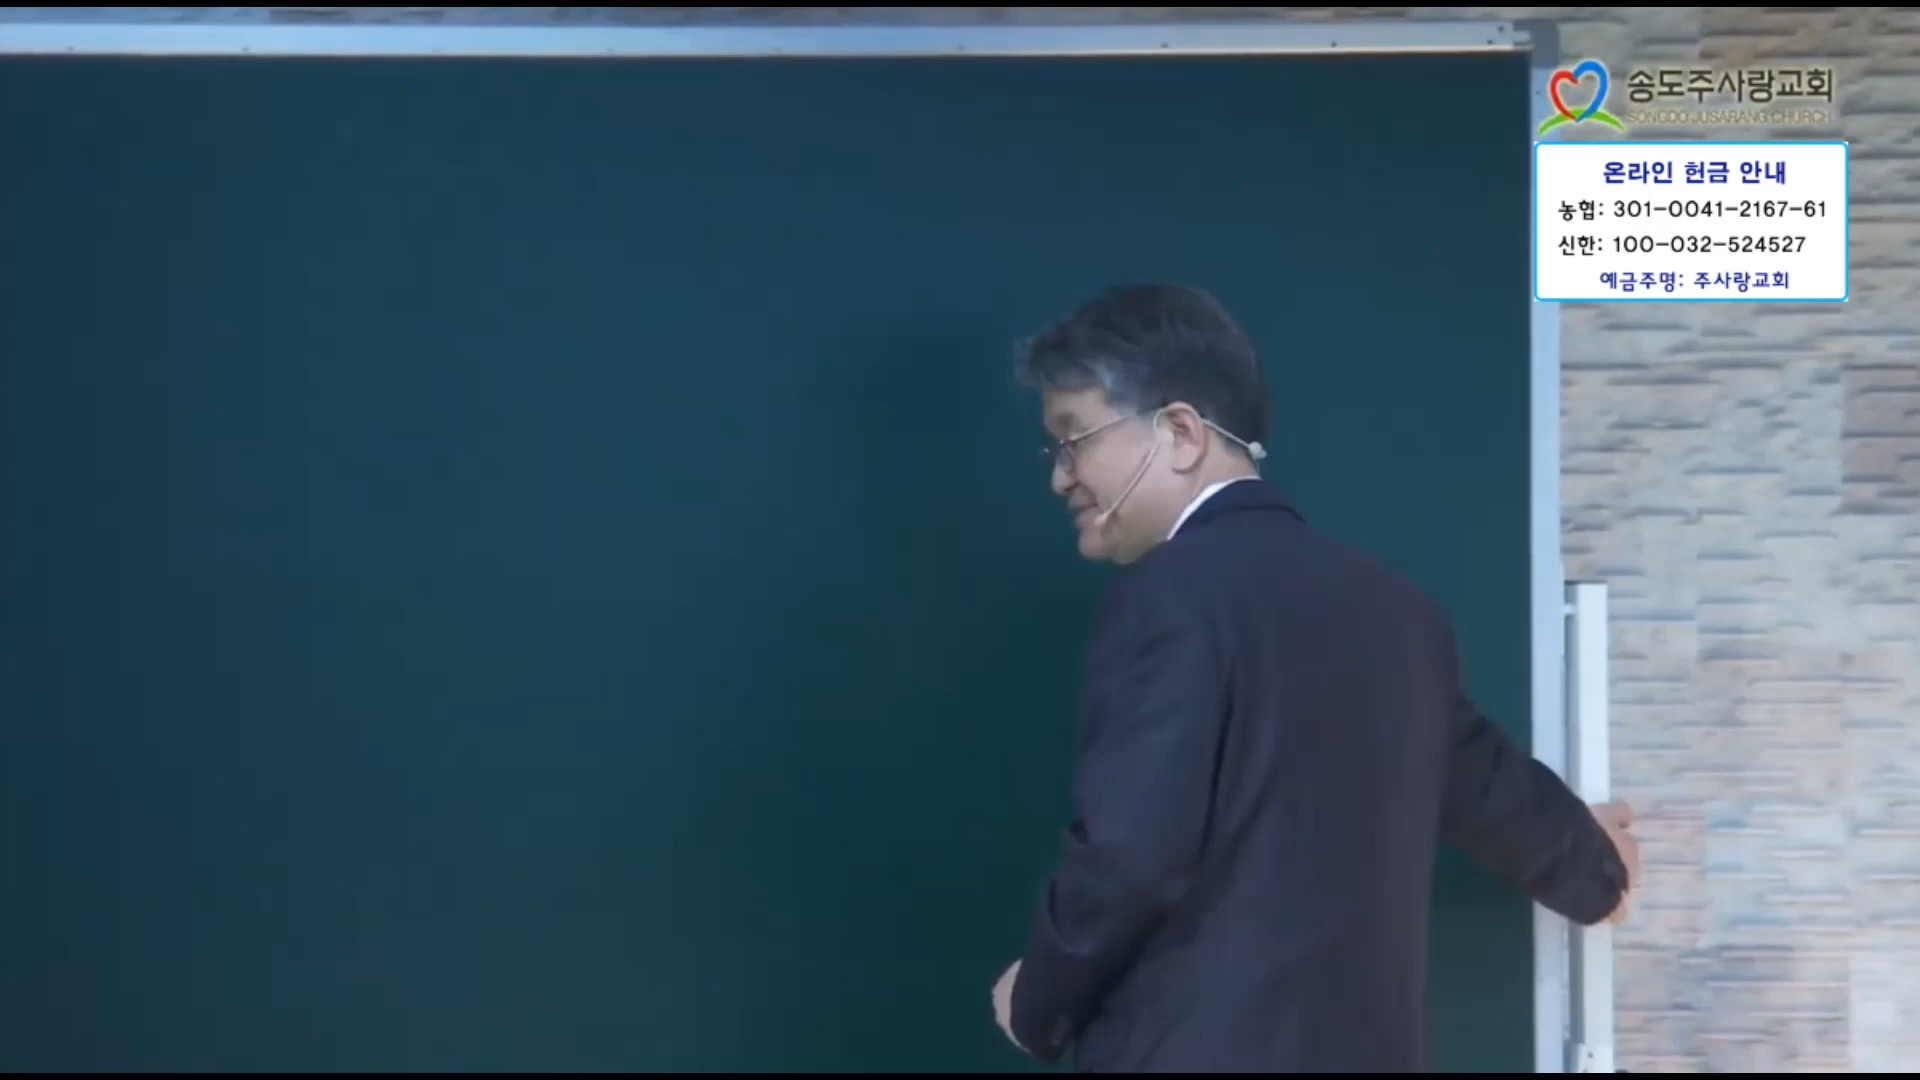 송도주사랑교회
SONGDO JUSARANG CHURCH
온라인 헌금 안내
농협: 301-0041-2167-61
신한: 100-032-524527
예금주명: 주사랑교회